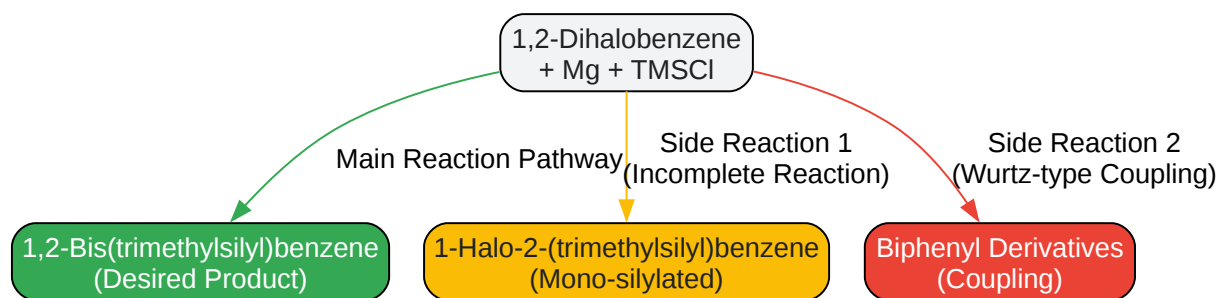 1,2-Dihalobenzene
+ Mg + TMSCl
Main Reaction Pathway
Side Reaction 1
(Incomplete Reaction)
Side Reaction 2
(Wurtz-type Coupling)
1,2-Bis(trimethylsilyl)benzene
(Desired Product)
1-Halo-2-(trimethylsilyl)benzene
(Mono-silylated)
Biphenyl Derivatives
(Coupling)